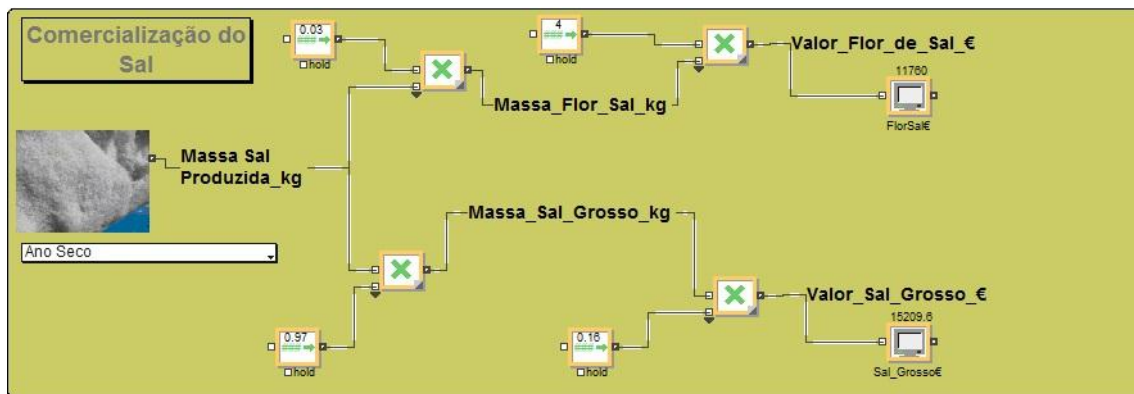 Comercialização do
Sal
0.03
hold
4
hold
Valor_Flor_de_Sal_€
11760
FlorSal€
Massa_Flor_Sal_kg
Massa Sal
Produzida_kg
Massa_Sal_Grosso_kg
Ano Seco
Valor_Sal_Grosso_€
15209.6
Sal_Grosso€
0.97
hold
0.16
hold